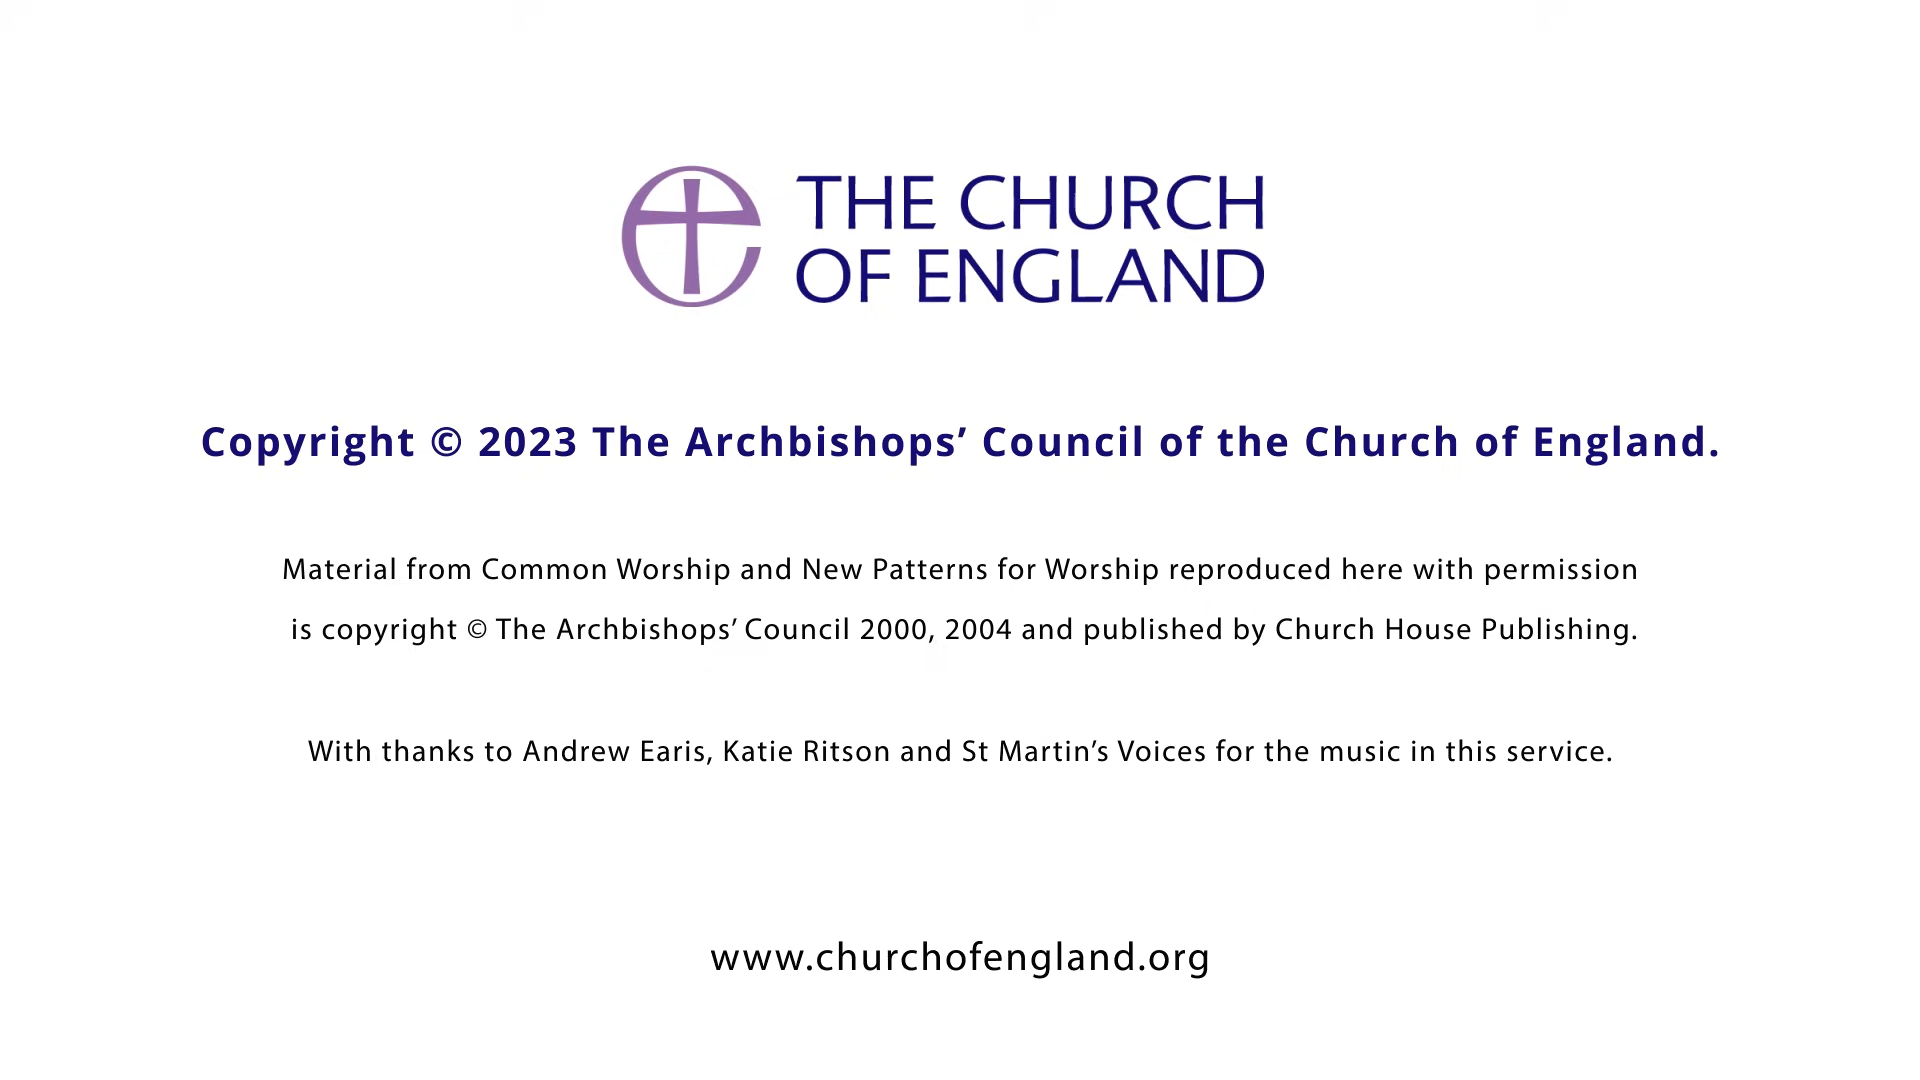 THE CHURCH
OF ENGLAND
Copyright © 2023 The Archbishops’ Council of the Church of England.
Material from Common Worship and New Patterns for Worship reproduced here with permission
is copyright © The Archbishops’ Council 2000, 2004 and published by Church House Publishing.
With thanks to Andrew Earis, Katie Ritson and St Martin’s Voices for the music in this service.
www.churchofengland.org